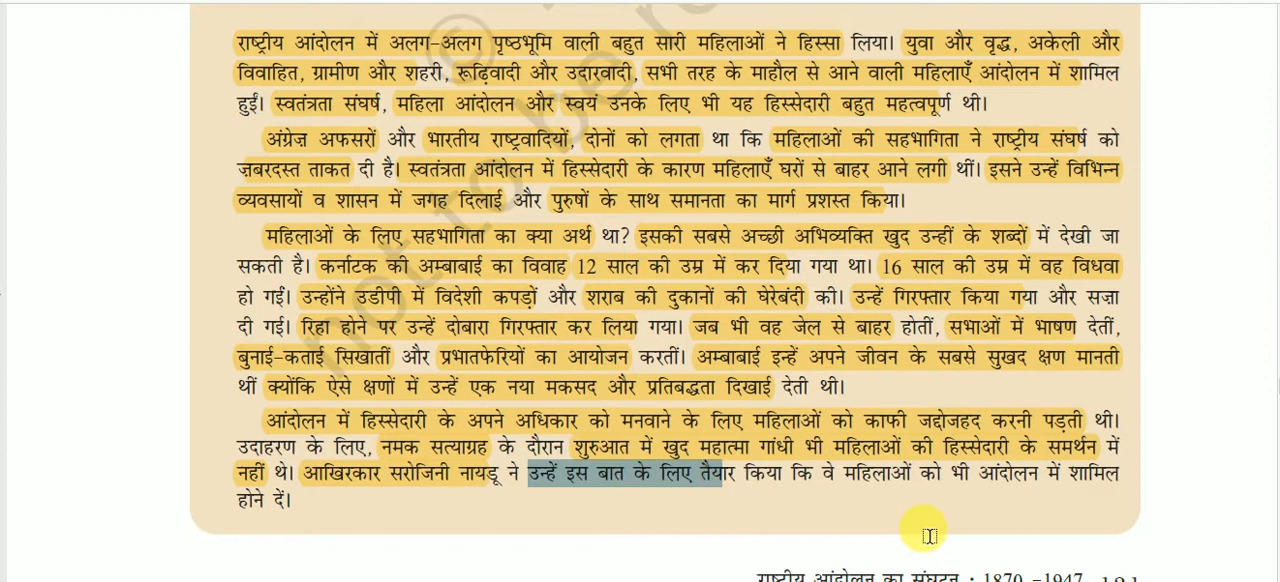 राष्ट्रीय आंदोलन में अलग-अलग पृष्ठभूमि वाली बहुत सारी महिलाओं ने हिस्सा लिया। युवा और वृद्ध, अकेली और
विवाहित, ग्रामीण और शहरी, रूढ़िवादी और उदारवादी, सभी तरह के माहौल से आने वाली महिलाएँ आंदोलन में शामिल
हुईं। स्वतंत्रता संघर्ष, महिला आंदोलन और स्वयं उनके लिए भी यह हिस्सेदारी बहुत महत्वपूर्ण थी।
अंग्रेज़ अफसरों और भारतीय राष्ट्रवादियों, दोनों को लगता था कि महिलाओं की सहभागिता ने राष्ट्रीय संघर्ष को
ज़बरदस्त ताकत दी है। स्वतंत्रता आंदोलन में हिस्सेदारी के कारण महिलाएँ घरों से बाहर आने लगी थीं। इसने उन्हें विभिन्न
व्यवसायों व शासन में जगह दिलाई और पुरुषों के साथ समानता का मार्ग प्रशस्त किया।
महिलाओं के लिए सहभागिता का क्या अर्थ था? इसकी सबसे अच्छी अभिव्यक्ति खुद उन्हीं के शब्दों में देखी जा
सकती है। कर्नाटक की अम्बाबाई का विवाह 12 साल की उम्र में कर दिया गया था। 16 साल की उम्र में वह विधवा
हो गईं। उन्होंने उडीपी में विदेशी कपड़ों और शराब की दुकानों की घेरेबंदी की। उन्हें गिरफ्तार किया गया और सजा
दी गई। रिहा होने पर उन्हें दोबारा गिरफ्तार कर लिया गया। जब भी वह जेल से बाहर होतीं, सभाओं में भाषण देतीं,
बुनाई-कताई सिखातीं और प्रभातफेरियों का आयोजन करतीं। अम्बाबाई इन्हें अपने जीवन के सबसे सुखद क्षण मानती
थीं क्योंकि ऐसे क्षणों में उन्हें एक नया मकसद और प्रतिबद्धता दिखाई देती थी।
आंदोलन में हिस्सेदारी के अपने अधिकार को मनवाने के लिए महिलाओं को काफी जद्दोजहद करनी पड़ती थी।
उदाहरण के लिए, नमक सत्याग्रह के दौरान शुरुआत में खुद महात्मा गांधी भी महिलाओं की हिस्सेदारी के समर्थन में
नहीं थे। आखिरकार सरोजिनी नायडू ने उन्हें इस बात के लिए तैयार किया कि वे महिलाओं को भी आंदोलन में शामिल
होने दें।
राष्ट्रीय आंदोलन का संघटन : 1870 -1947